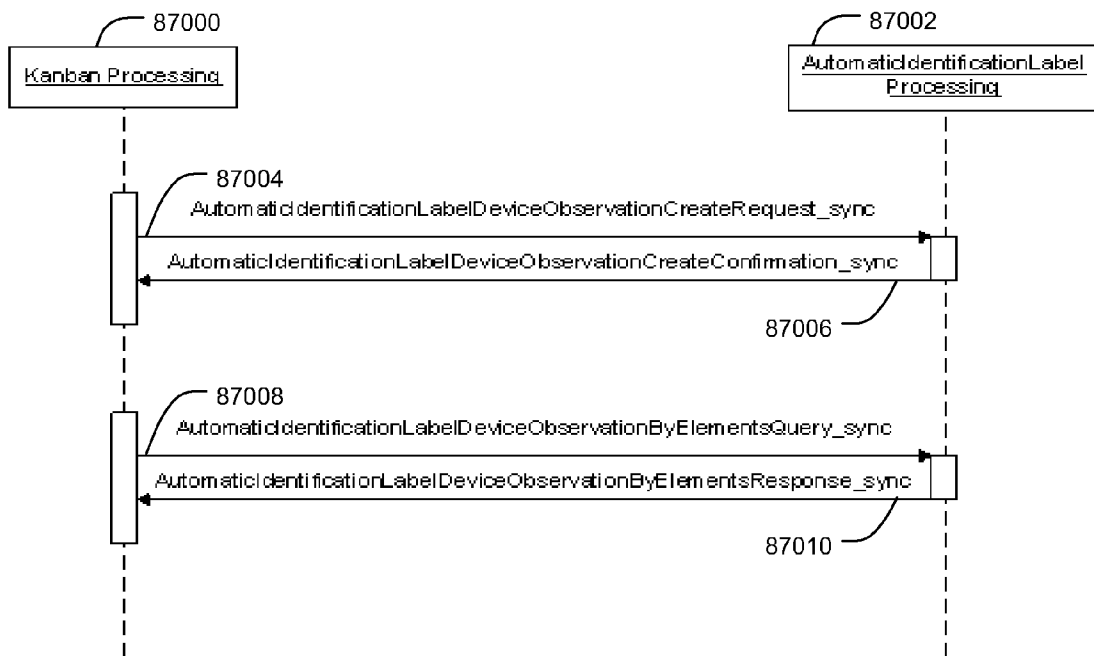 87000
87002
Kanban Processing
AutomaticIdentificationLabel
Processing
87004
AutomaticIdentificationLabelDeviceObservationCreateRequest_sync
AutomaticIdentificationLabelDeviceObservationCreateConfirmation_sync
87006
87008
AutomaticIdentificationLabelDeviceObservationByElementsQuery_sync
AutomaticIdentificationLabelDeviceObservationByElementsResponse_sync
87010